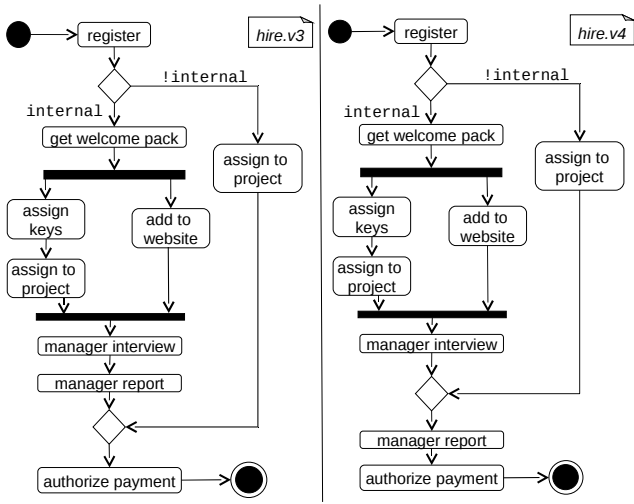 register
hire.v3
!internal
internal
get welcome pack
assign to
project
assign
keys
add to
website
assign to
project
manager interview
manager report
authorize payment
register
hire.v4
!internal
internal
get welcome pack
assign to
project
assign
keys
add to
website
assign to
project
manager interview
manager report
authorize payment